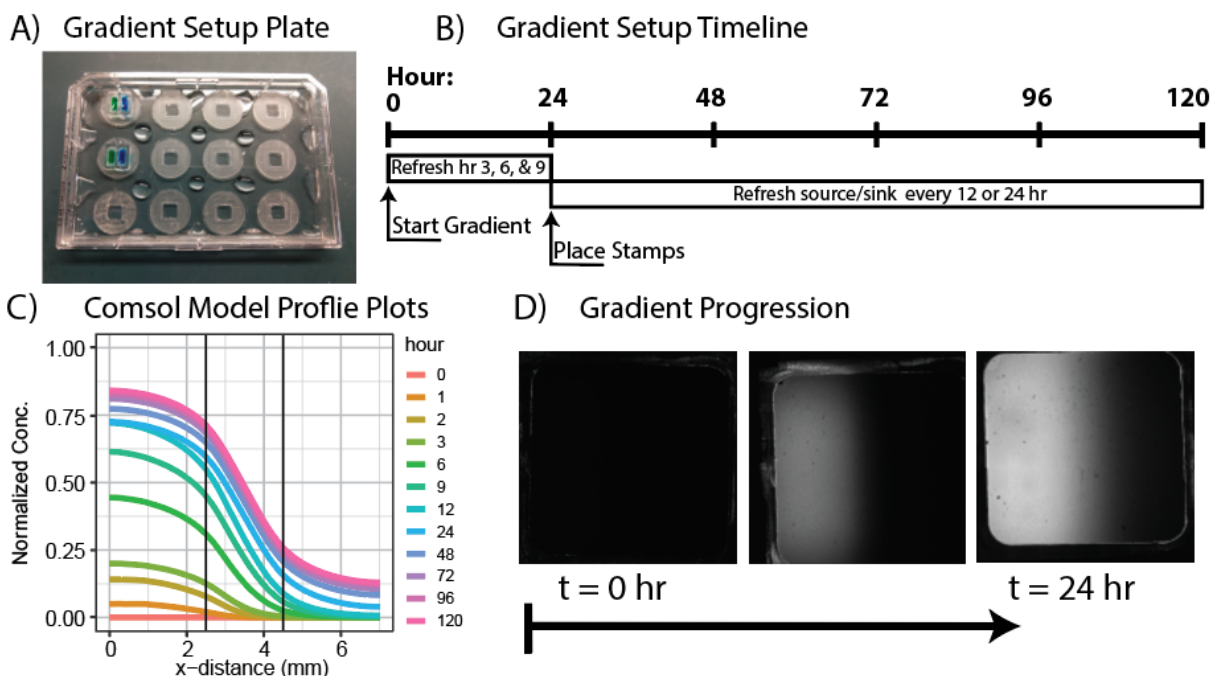 A) Gradient Setup Plate
B) Gradient Setup Timeline
Hour:
0 24 48 72 96 120
Refresh hr 3, 6, & 9
Refresh source/sink every 12 or 24 hr
Start Gradient
Place Stamps
C) Comsol Model Proflie Plots
Normalized Conc.
1.00
0.75
0.50
0.25
0.00
0 2 4 6
x-distance (mm)
hour
0
1
2
3
6
9
12
24
48
72
96
120
D) Gradient Progression
t = 0 hr
t = 24 hr